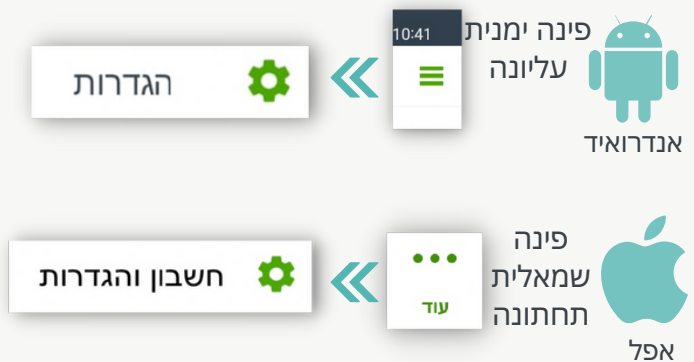 פינה ימנית
עליונה
10:41
הגדרות
אנדרואיד
פינה
שמאלית
תחתונה
עוד
חשבון והגדרות
אפל